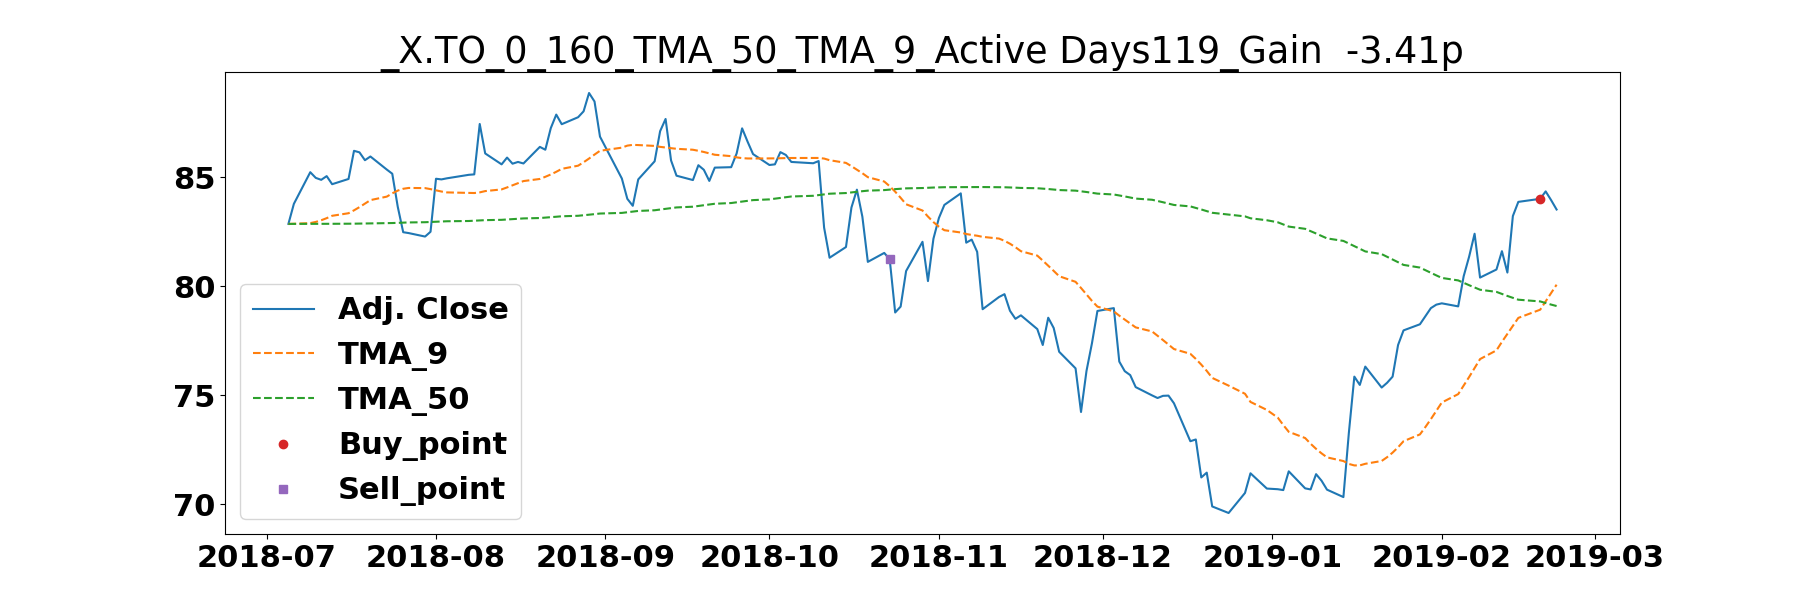 _X.TO_0_160_TMA_50_TMA_9_Active Days119_Gain  -3.41p
85
80
75
70
Adj. Close
TMA_9
TMA_50
Buy_point
Sell_point
2018-07 2018-08 2018-09 2018-10 2018-11 2018-12 2019-01 2019-02 2019-03